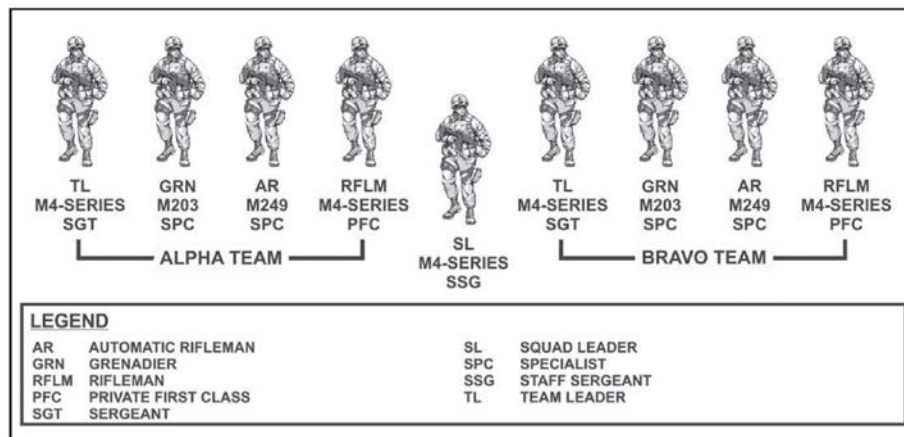 TL
M4-SERIES
SGT
GRN
M203
SPC
AR
M249
SPC
RFLM
M4-SERIES
PFC
ALPHA TEAM
SL
M4-SERIES
SSG
TL
M4-SERIES
SGT
GRN
M203
SPC
AR
M249
SPC
RFLM
M4-SERIES
PFC
BRAVO TEAM
LEGEND
AR AUTOMATIC RIFLEMAN
GRN GRENADIER
RFLM RIFLEMAN
PFC PRIVATE FIRST CLASS
SGT SERGEANT
SL SQUAD LEADER
SPC SPECIALIST
SSG STAFF SERGEANT
TL TEAM LEADER